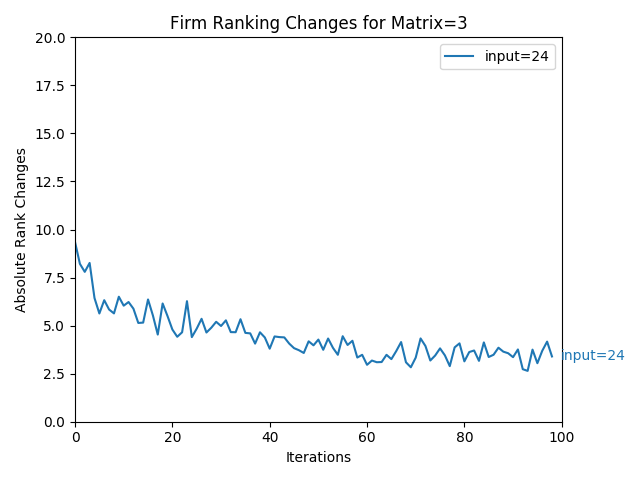 Firm Ranking Changes for Matrix=3
Absolute Rank Changes
20.0
17.5
15.0
12.5
10.0
7.5
5.0
2.5
0.0
input=24
input=24
0 20 40 60 80 100
Iterations